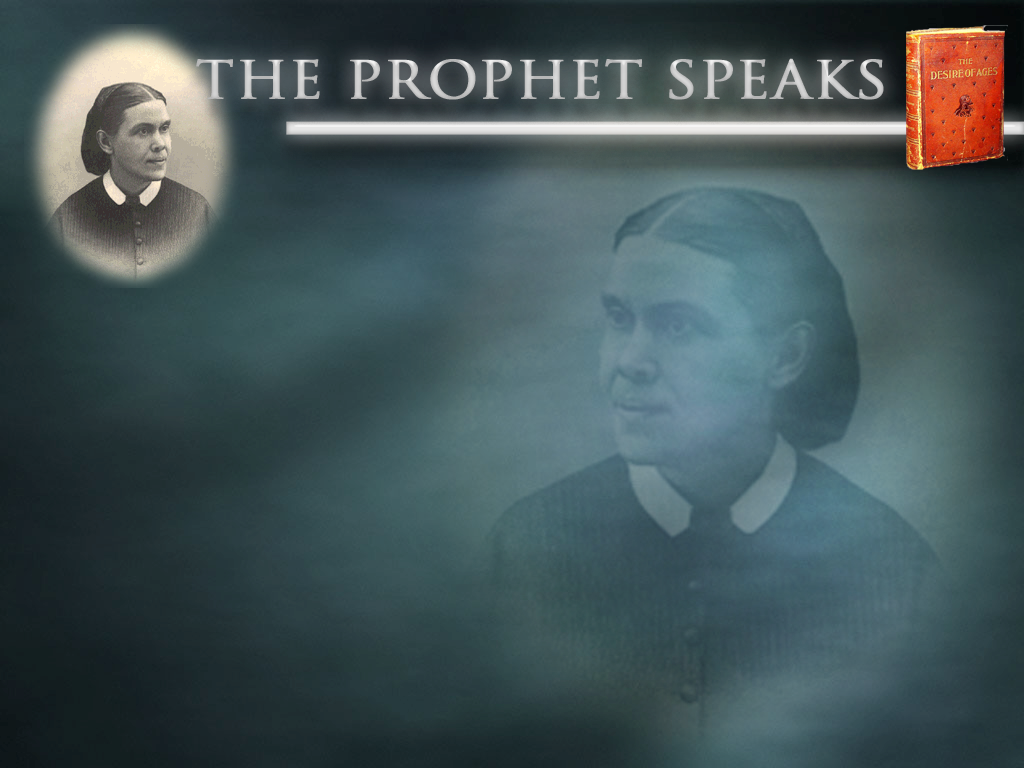 THE PROPHET SPEAKS
THE
DESIRE OF AGES